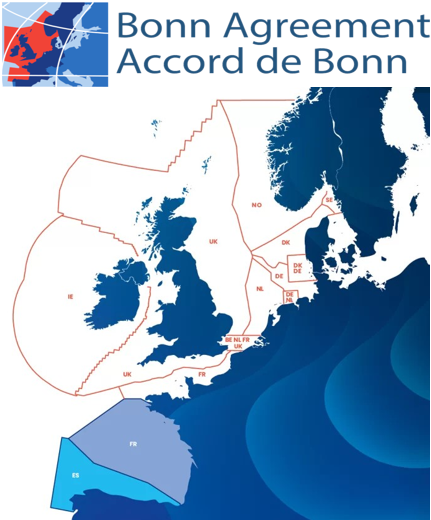 Bonn Agreement
Accord de Bonn
SE
NO
UK
DK
DK
DE
DE
NL
DE
NL
IE
BE NL FR
UK
UK
FR
FR
ES